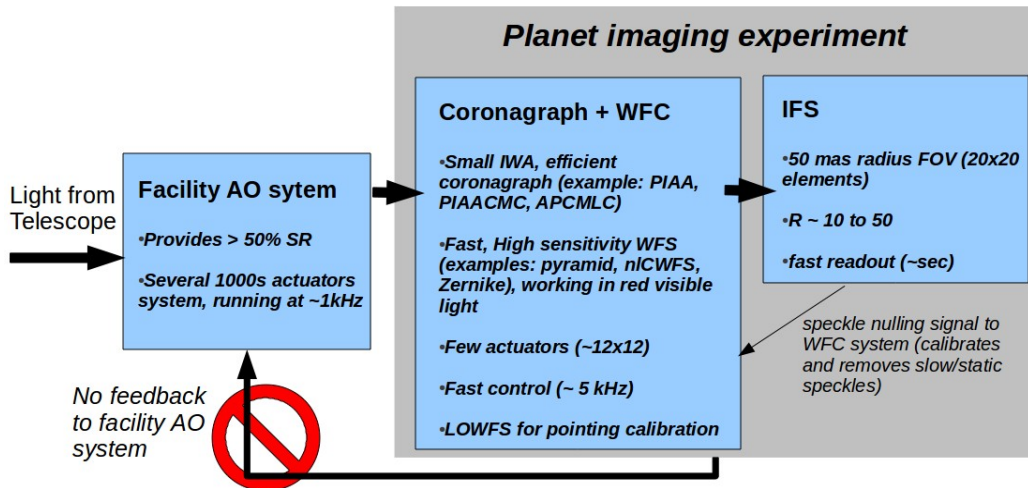 Planet imaging experiment
Light from
Telescope
Facility AO sytem
•Provides > 50% SR
•Several 1000s actuators
system, running at ~1kHz
Coronagraph + WFC
•Small IWA, efficient
coronagraph (example: PIAA,
PIAACMC, APCMLC)
•Fast, High sensitivity WFS
(examples: pyramid, nlCWFS,
Zernike), working in red visible
light
•Few actuators (~12x12)
•Fast control (~ 5 kHz)
•LOWFS for pointing calibration
IFS
•50 mas radius FOV (20x20
elements)
•R ~ 10 to 50
•fast readout (~sec)
speckle nulling signal to
WFC system (calibrates
and removes slow/static
speckles)
No feedback
to facility AO
system